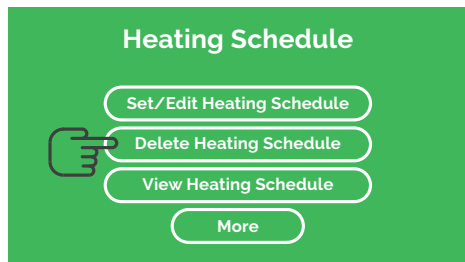 Heating Schedule
Set/Edit Heating Schedule
Delete Heating Schedule
View Heating Schedule
More